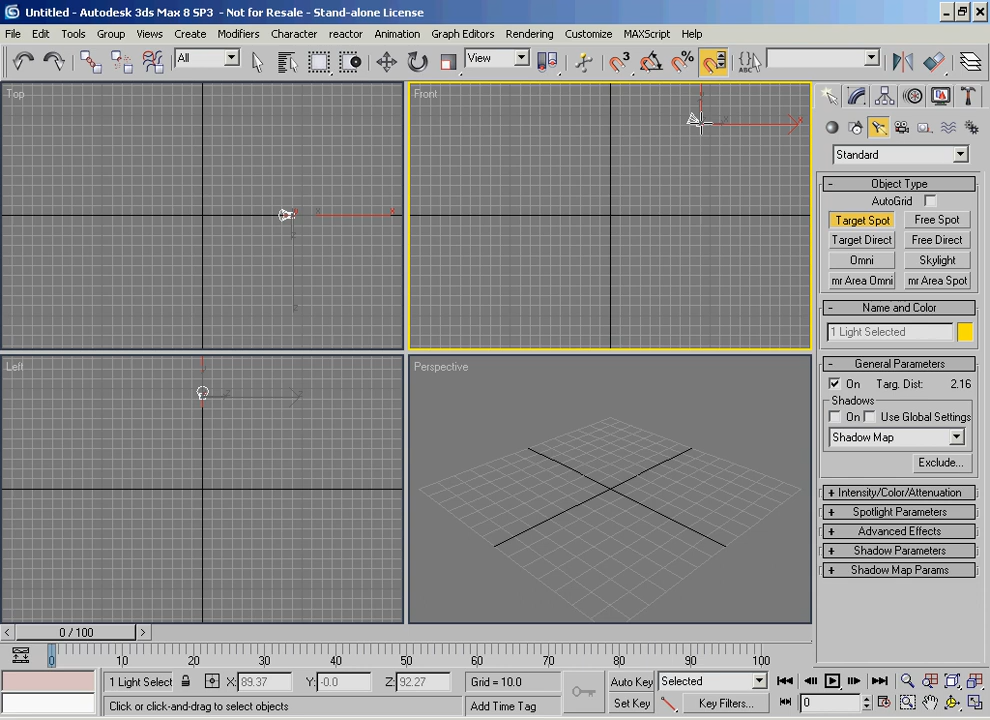 Untitled - Autodesk 3ds Max 8 SP3 - Not for Resale - Stand-alone License
File Edit Tools Group Views Create Modifiers Character reactor Animation Graph Editors Rendering Customize MAXScript Help
All View
Top Front
Left Perspective
Standard
- Object Type
AutoGrid
Target Spot Free Spot
Target Direct Free Direct
Omni Skylight
mr Area Omni mr Area Spot
- Name and Color
1 Light Selected
- General Parameters
On Targ. Dist: 2.16
Shadows
On Use Global Settings
Shadow Map
Exclude...
+ Intensity/Color/Attenuation
+ Spotlight Parameters
+ Advanced Effects
+ Shadow Parameters
+ Shadow Map Params
< 0 / 100 >
0 10 20 30 40 50 60 70 80 90 100
1 Light Select X: 89.37 Y: -0.0 Z: 92.27 Grid = 10.0 Auto Key Selected
Click or click-and-drag to select objects Add Time Tag Set Key Key Filters... 0